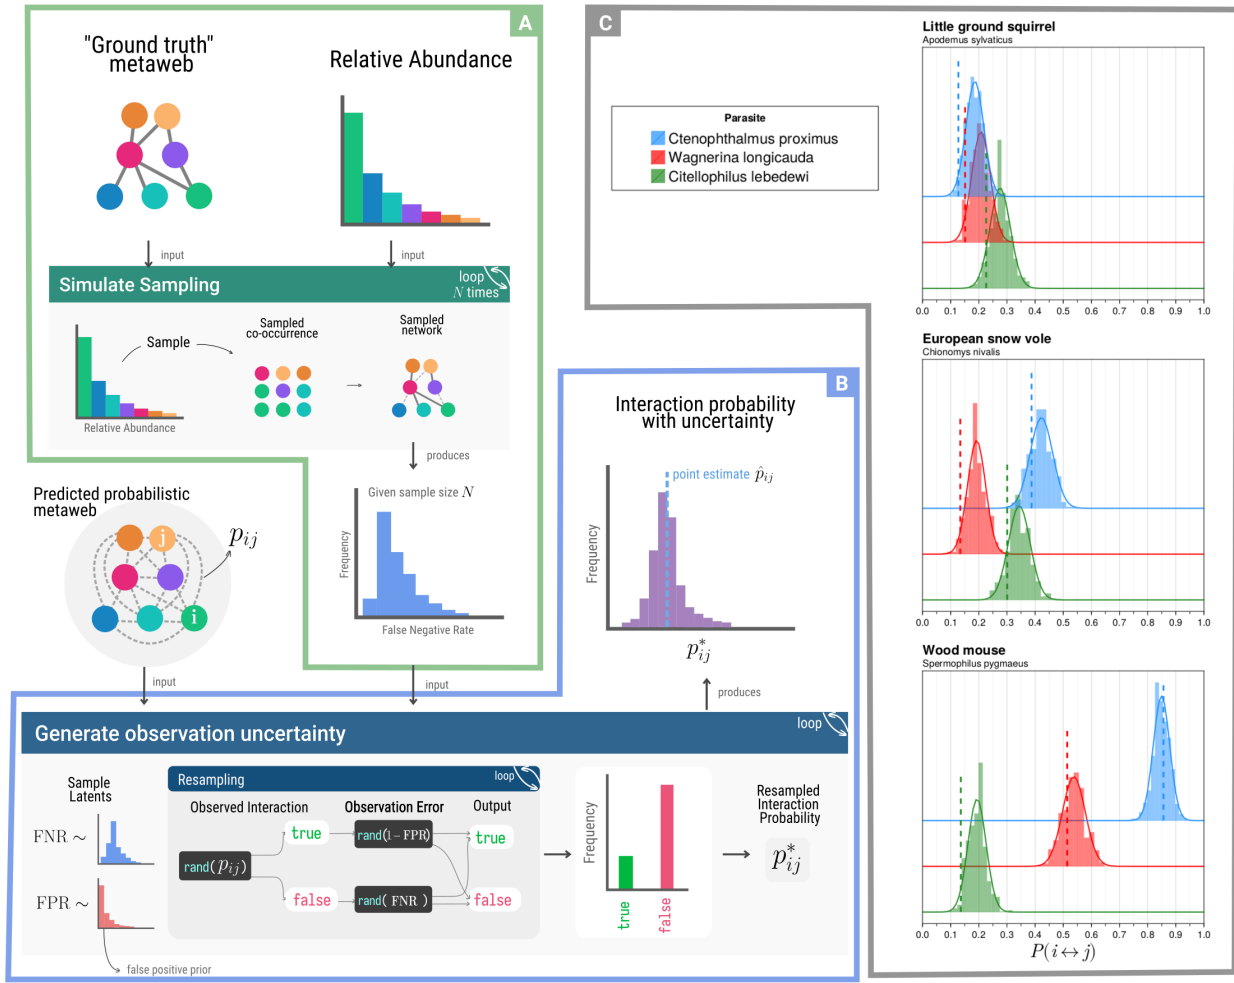 A
"Ground truth"
metaweb
Relative Abundance
input
input
Simulate Sampling
loop
N times
Sample
Sampled
co-occurrence
Sampled
network
Relative Abundance
produces
Given sample size N
Frequency
False Negative Rate
Predicted probabilistic
metaweb
j
i
p_{ij}
input
input
B
Interaction probability
with uncertainty
point estimate p̂_{ij}
Frequency
p*_{ij}
produces
Generate observation uncertainty
loop
Sample
Latents
FNR ~
FPR ~
false positive prior
Resampling
loop
Observed Interaction
Observation Error
Output
rand(p_{ij})
true
rand(1 − FPR)
true
false
rand( FNR )
false
Frequency
true
false
Resampled
Interaction
Probability
p*_{ij}
C
Parasite
Ctenophthalmus proximus
Wagnerina longicauda
Citellophilus lebedewi
Little ground squirrel
Apodemus sylvaticus
0.0 0.1 0.2 0.3 0.4 0.5 0.6 0.7 0.8 0.9 1.0
European snow vole
Chionomys nivalis
0.0 0.1 0.2 0.3 0.4 0.5 0.6 0.7 0.8 0.9 1.0
Wood mouse
Spermophilus pygmaeus
0.0 0.1 0.2 0.3 0.4 0.5 0.6 0.7 0.8 0.9 1.0
P(i↔j)